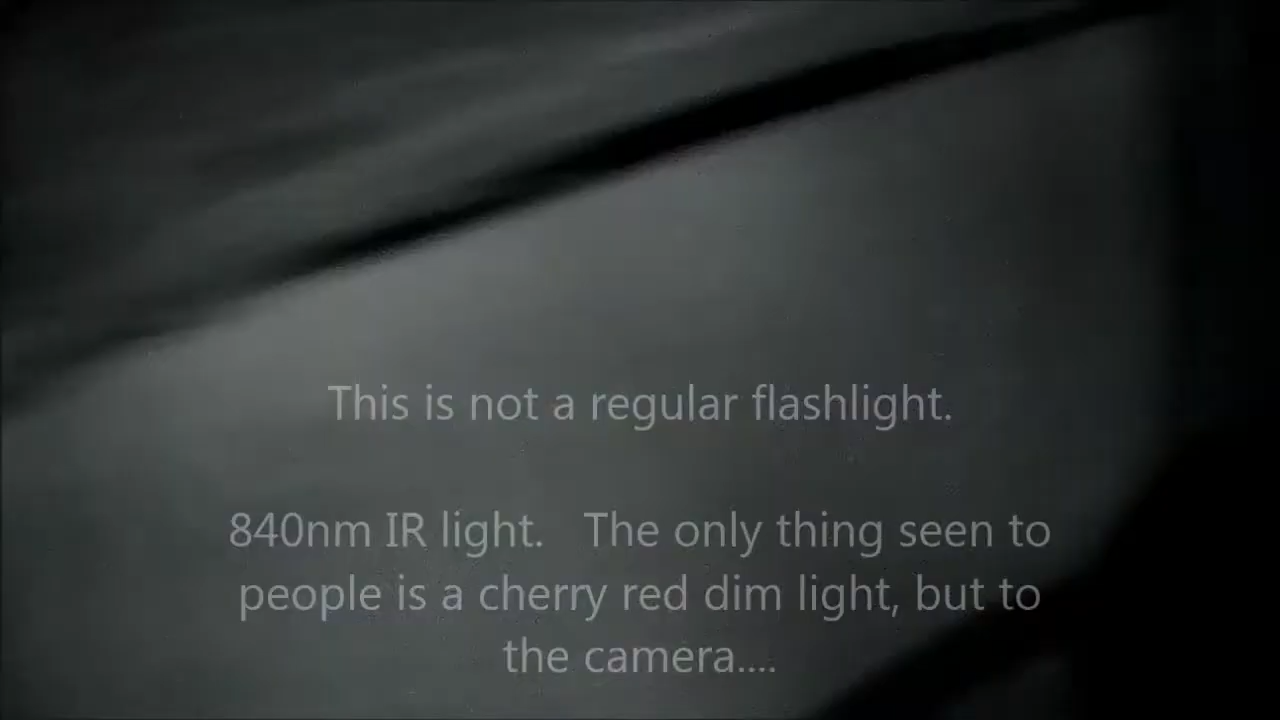 This is not a regular flashlight.
840nm IR light.   The only thing seen to
people is a cherry red dim light, but to
the camera....